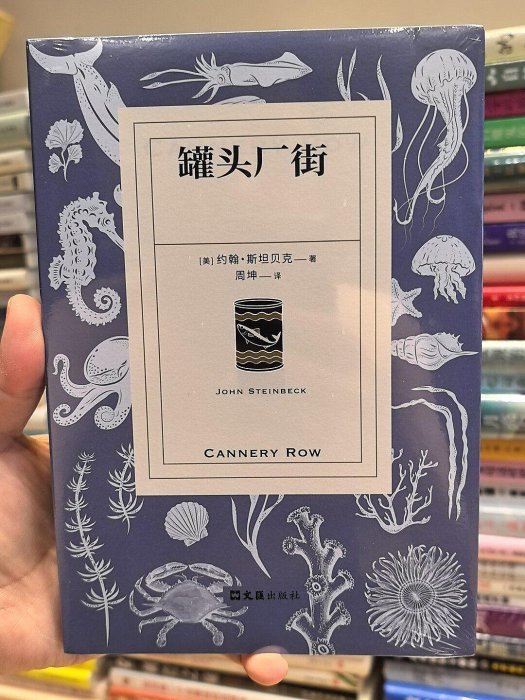 罐头厂街
[美] 约翰·斯坦贝克—著
周坤—译
JOHN STEINBECK
CANNERY ROW
文匯出版社